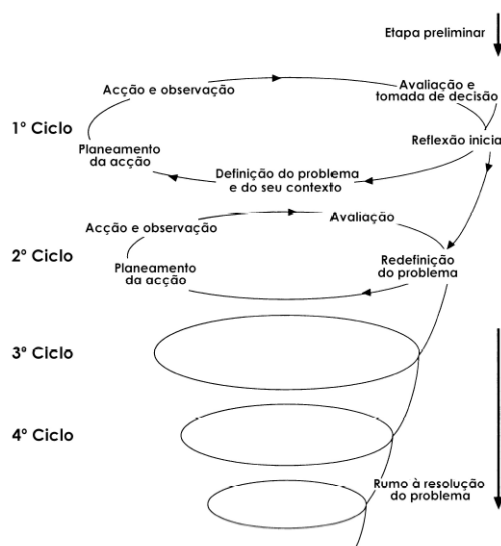 Etapa preliminar
Acção e observação
Avaliação e
tomada de decisão
1º Ciclo
Reflexão inicia
Planeamento
da acção
Definição do problema
e do seu contexto
Avaliação
Acção e observação
2º Ciclo
Redefinição
do problema
Planeamento
da acção
3º Ciclo
4º Ciclo
Rumo à resolução
do problema